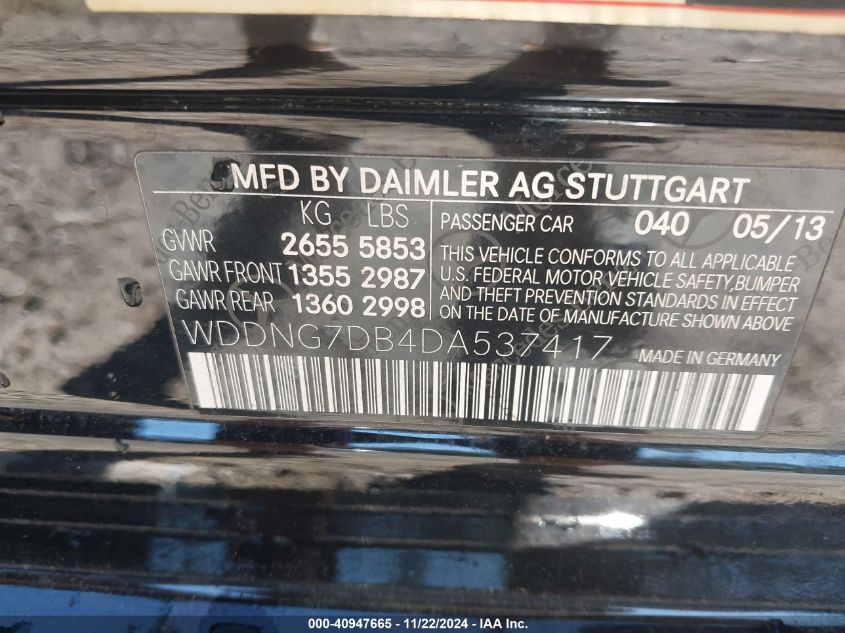 MFD BY DAIMLER AG STUTTGART
KG LBS
GVWR 2655 5853
GAWR FRONT 1355 2987
GAWR REAR 1360 2998
PASSENGER CAR 040 05/13
THIS VEHICLE CONFORMS TO ALL APPLICABLE
U.S. FEDERAL MOTOR VEHICLE SAFETY,BUMPER
AND THEFT PREVENTION STANDARDS IN EFFECT
ON DATE OF MANUFACTURE SHOWN ABOVE
WDDNG7DB4DA537417
MADE IN GERMANY
000-40947665 - 11/22/2024 - IAA Inc.